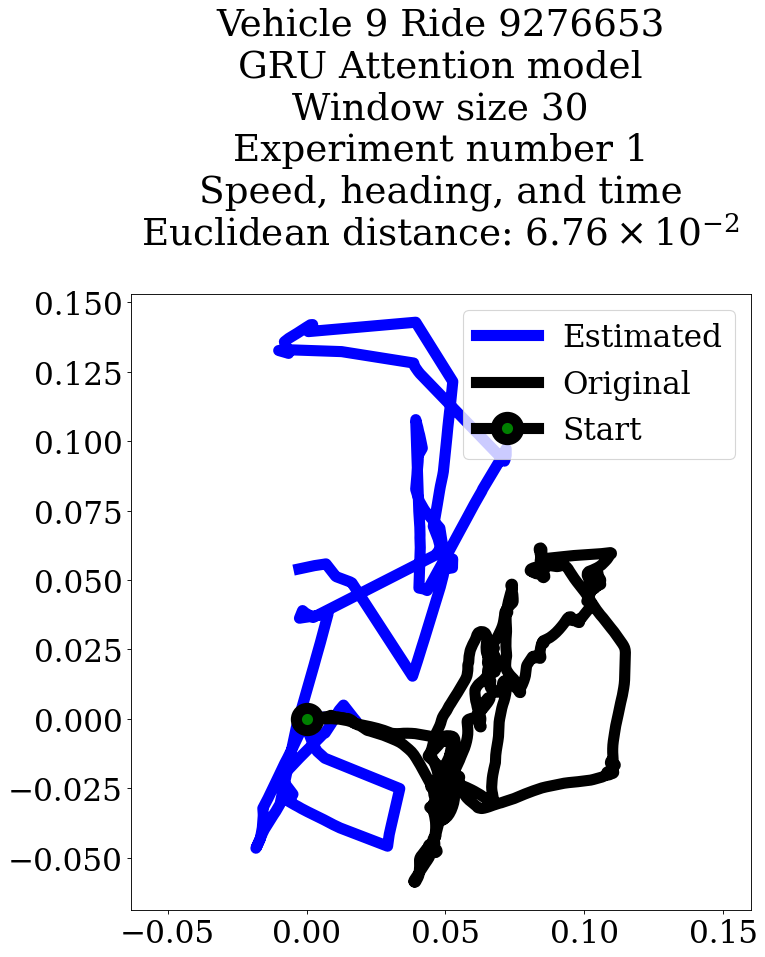 Vehicle 9 Ride 9276653
GRU Attention model
Window size 30
Experiment number 1
Speed, heading, and time
Euclidean distance: 6.76 × 10⁻²
0.150
0.125
0.100
0.075
0.050
0.025
0.000
−0.025
−0.050
Estimated
Original
Start
−0.05 0.00 0.05 0.10 0.15